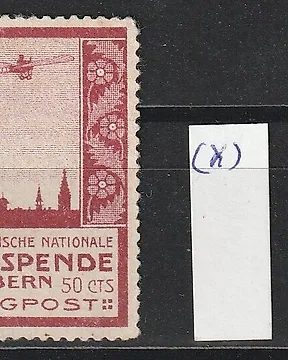 (x)
ISCHE NATIONALE
SPENDE
BERN 50 CTS
GPOST